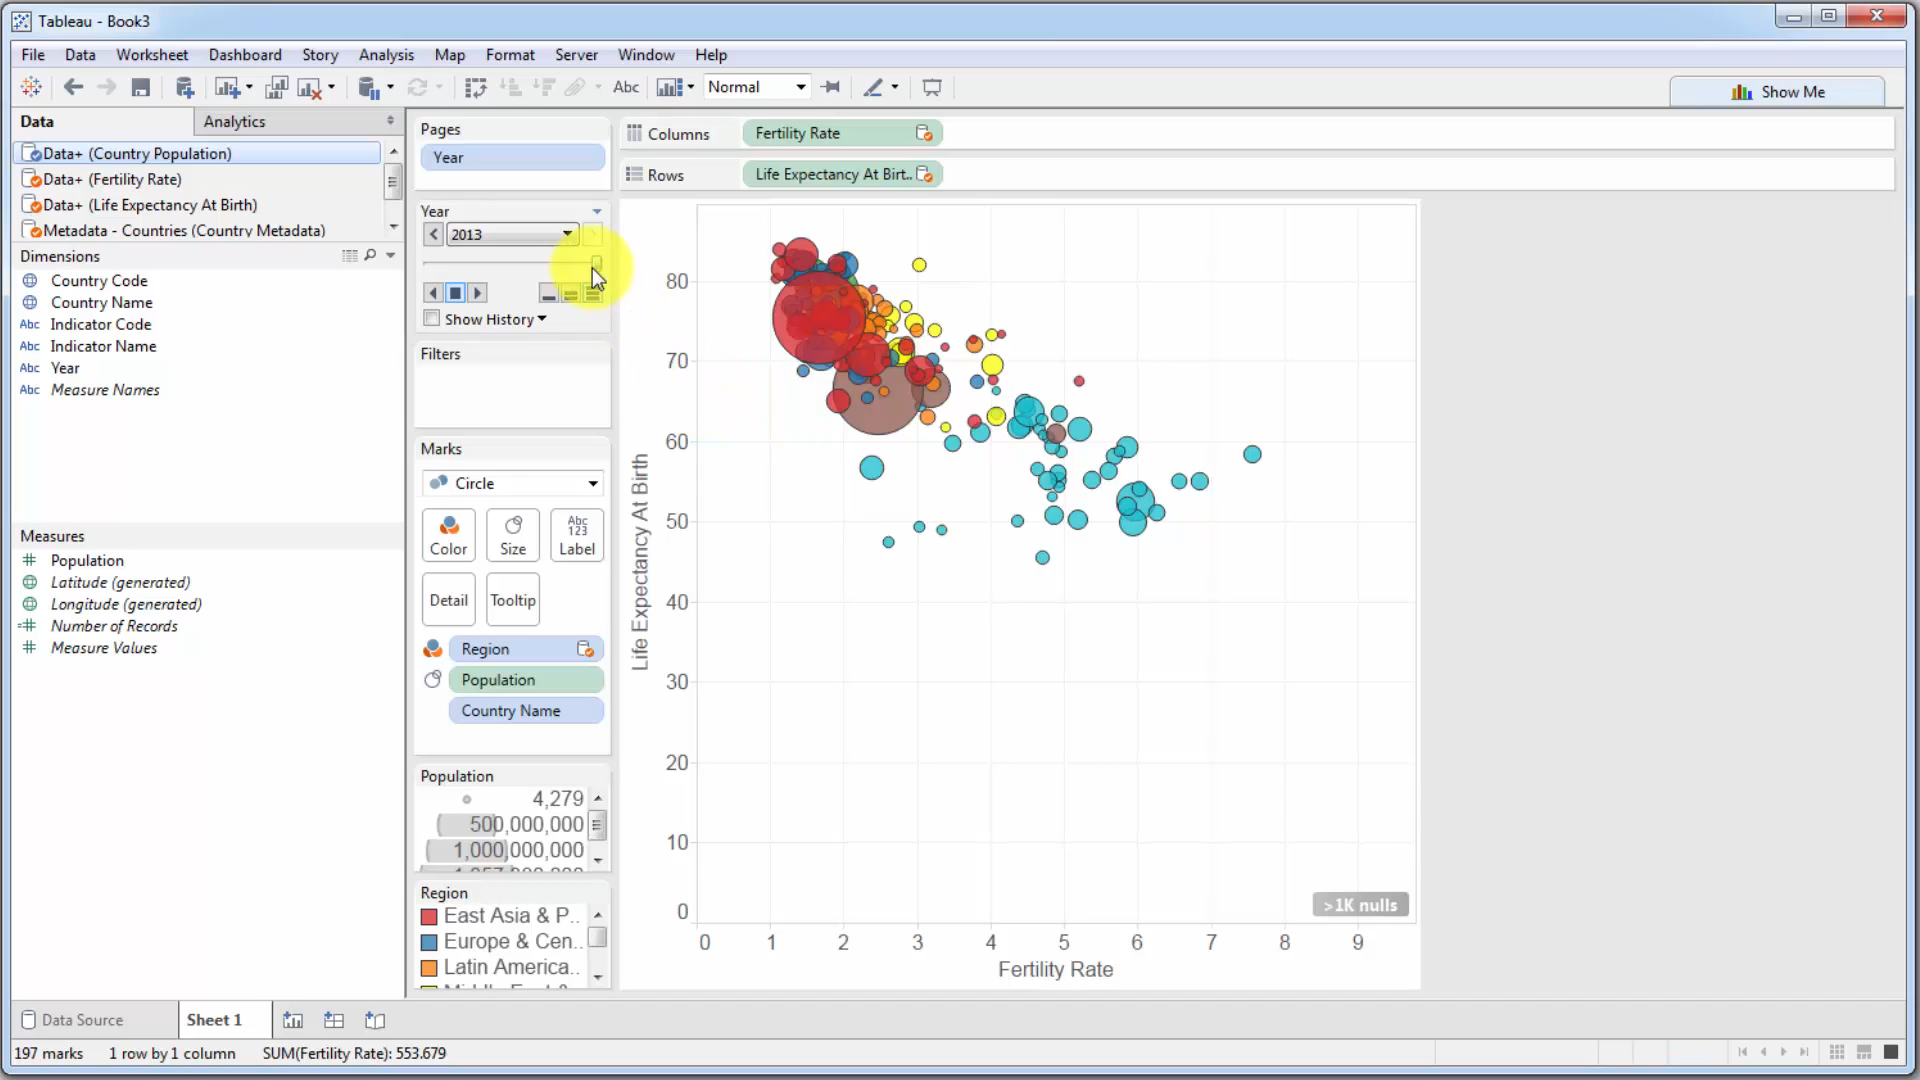 Tableau - Book3
File Data Worksheet Dashboard Story Analysis Map Format Server Window Help
Abc Normal Show Me
Data Analytics
Data+ (Country Population)
Data+ (Fertility Rate)
Data+ (Life Expectancy At Birth)
Metadata - Countries (Country Metadata)
Dimensions
Country Code
Country Name
Abc Indicator Code
Abc Indicator Name
Abc Year
Abc Measure Names
Measures
Population
Latitude (generated)
Longitude (generated)
Number of Records
Measure Values
Pages
Year
Year
2013
Show History
Filters
Marks
Circle
Color
Size
Abc
123
Label
Detail
Tooltip
Region
Population
Country Name
Population
4,279
500,000,000
1,000,000,000
Region
East Asia & P..
Europe & Cen..
Latin America..
Columns Fertility Rate
Rows Life Expectancy At Birt..
80
70
60
50
40
30
20
10
0
Life Expectancy At Birth
>1K nulls
0 1 2 3 4 5 6 7 8 9
Fertility Rate
Data Source Sheet 1
197 marks 1 row by 1 column SUM(Fertility Rate): 553.679